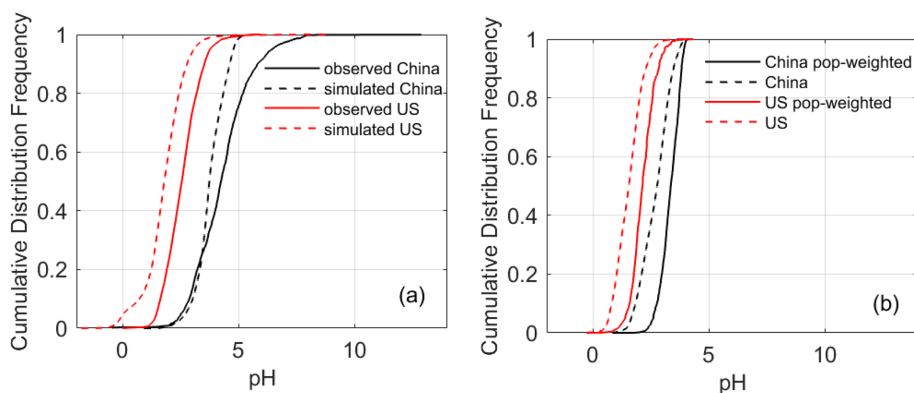 Cumulative Distribution Frequency
1
0.8
0.6
0.4
0.2
0
observed China
simulated China
observed US
simulated US
(a)
0
5
10
pH
Cumulative Distribution Frequency
1
0.8
0.6
0.4
0.2
0
China pop-weighted
China
US pop-weighted
US
(b)
0
5
10
pH